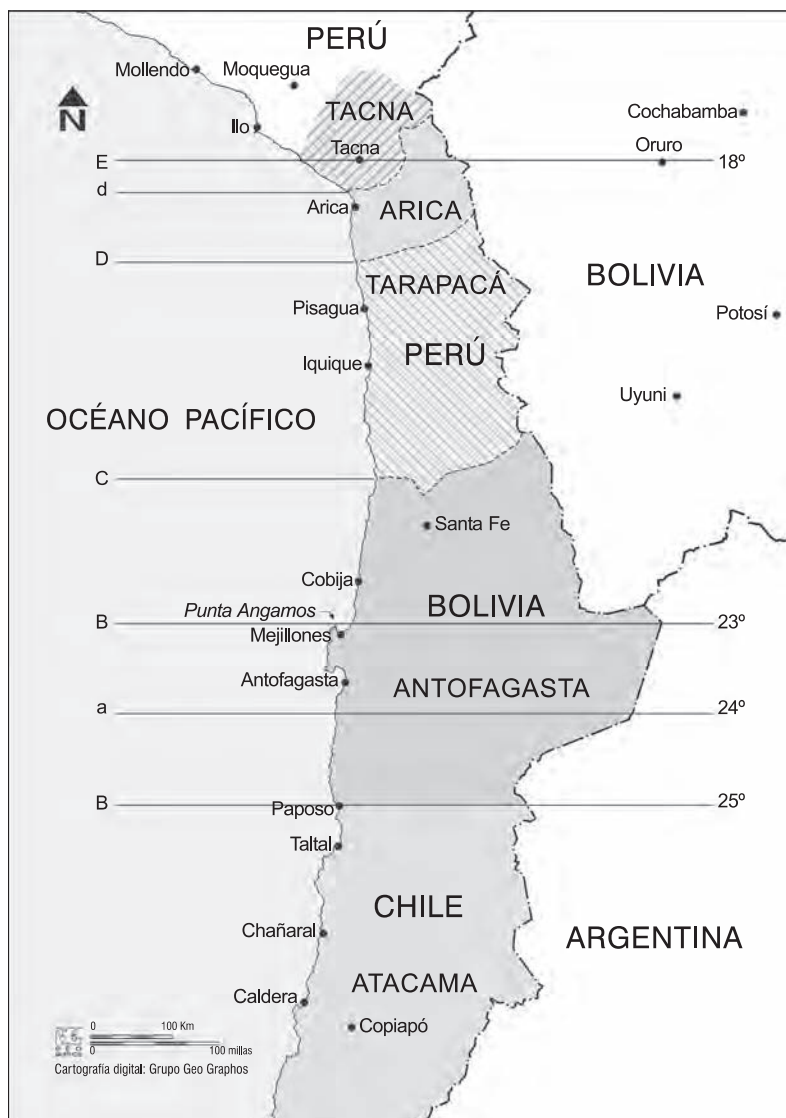 PERÚ
Mollendo
Moquegua
N
TACNA
Cochabamba
Ilo
Oruro
E
Tacna
18º
d
Arica
ARICA
D
TARAPACÁ
BOLIVIA
Pisagua
Potosí
PERÚ
Iquique
Uyuni
OCÉANO PACÍFICO
C
Santa Fe
Cobija
BOLIVIA
Punta Angamos
B
23º
Mejillones
Antofagasta
ANTOFAGASTA
a
24º
B
25º
Paposo
Taltal
CHILE
Chañaral
ARGENTINA
ATACAMA
Caldera
Copiapó
0 100 Km
0 100 millas
Cartografía digital: Grupo Geo Graphos